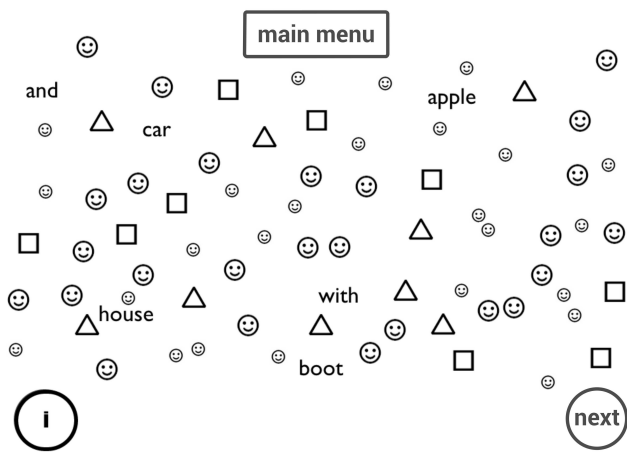 main menu
and
apple
car
with
house
boot
i
next